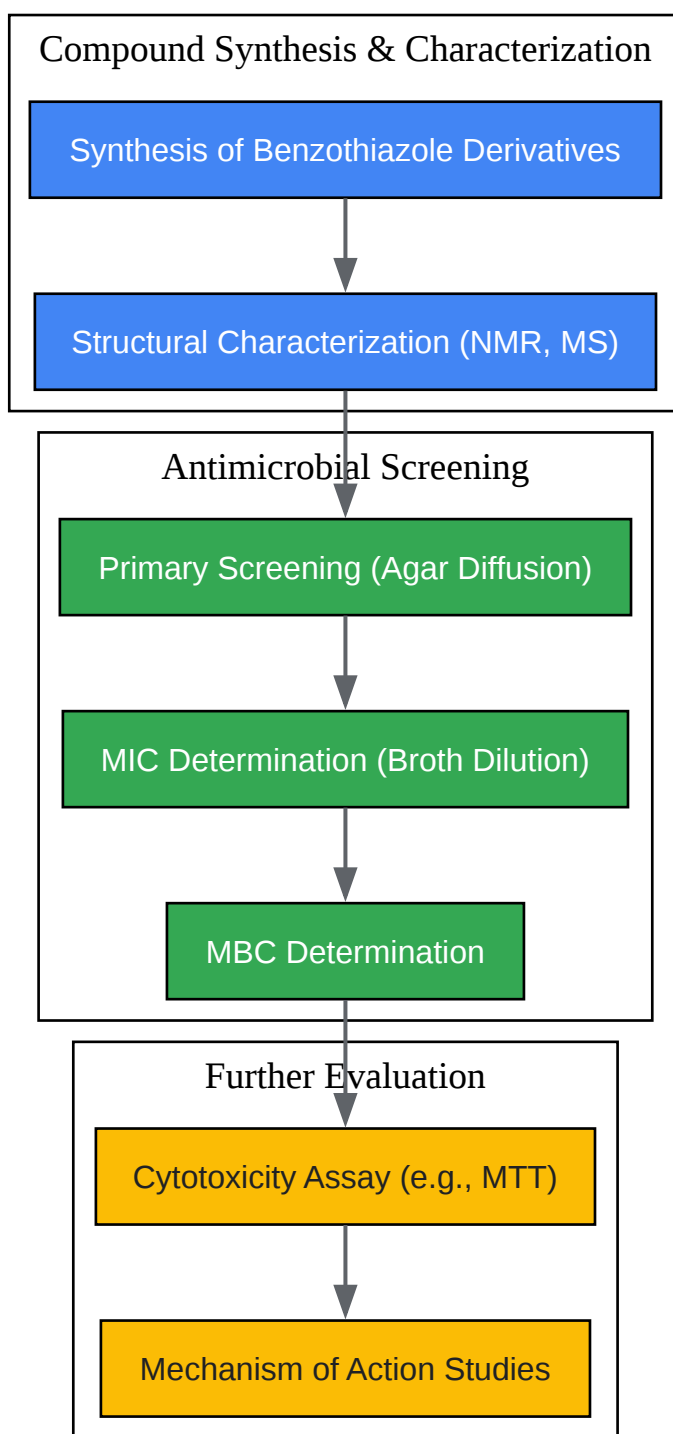 Compound Synthesis & Characterization
Synthesis of Benzothiazole Derivatives
Structural Characterization (NMR, MS)
Antimicrobial Screening
Primary Screening (Agar Diffusion)
MIC Determination (Broth Dilution)
MBC Determination
Further Evaluation
Cytotoxicity Assay (e.g., MTT)
Mechanism of Action Studies